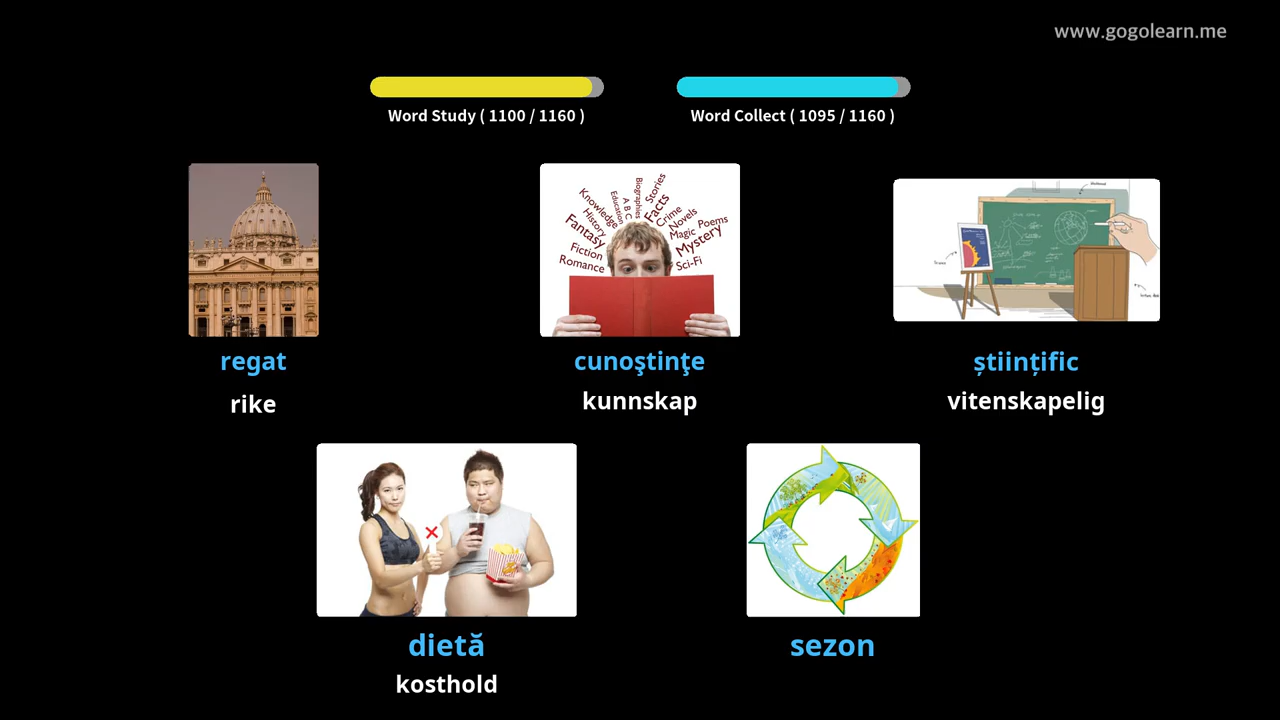 www.gogolearn.me
Word Study ( 1100 / 1160 )
Word Collect ( 1095 / 1160 )
Knowledge
History
Fantasy
Fiction
Romance
Education
A B C
Biographies
Stories
Facts
Crime
Novels
Magic
Poems
Mystery
Sci-Fi
regat
rike
cunoştinţe
kunnskap
științific
vitenskapelig
dietă
kosthold
sezon